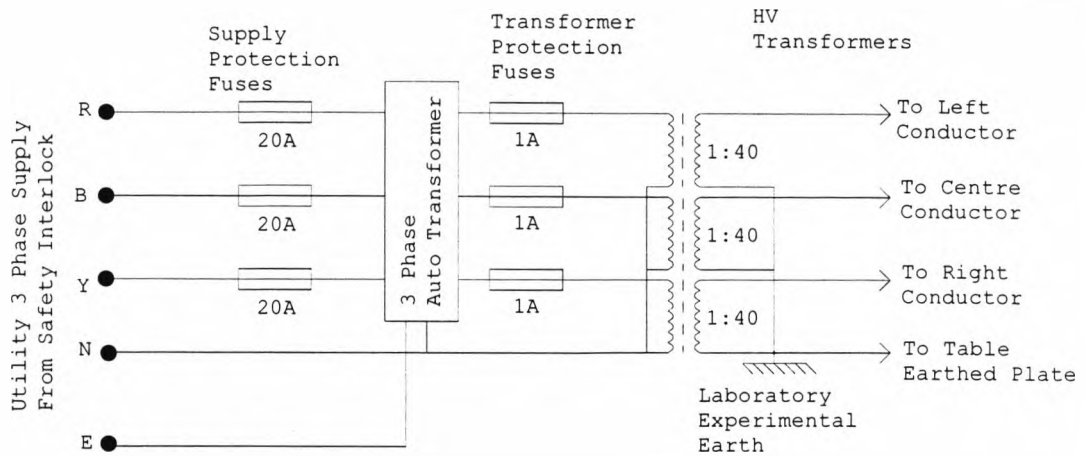 Supply
Protection
Fuses
Transformer
Protection
Fuses
HV
Transformers
Utility 3 Phase Supply
From Safety Interlock
R
20A
1A
1:40
To Left
Conductor
B
20A
1A
1:40
To Centre
Conductor
Y
20A
1A
1:40
To Right
Conductor
3 Phase
Auto Transformer
N
To Table
Earthed Plate
E
Laboratory
Experimental
Earth